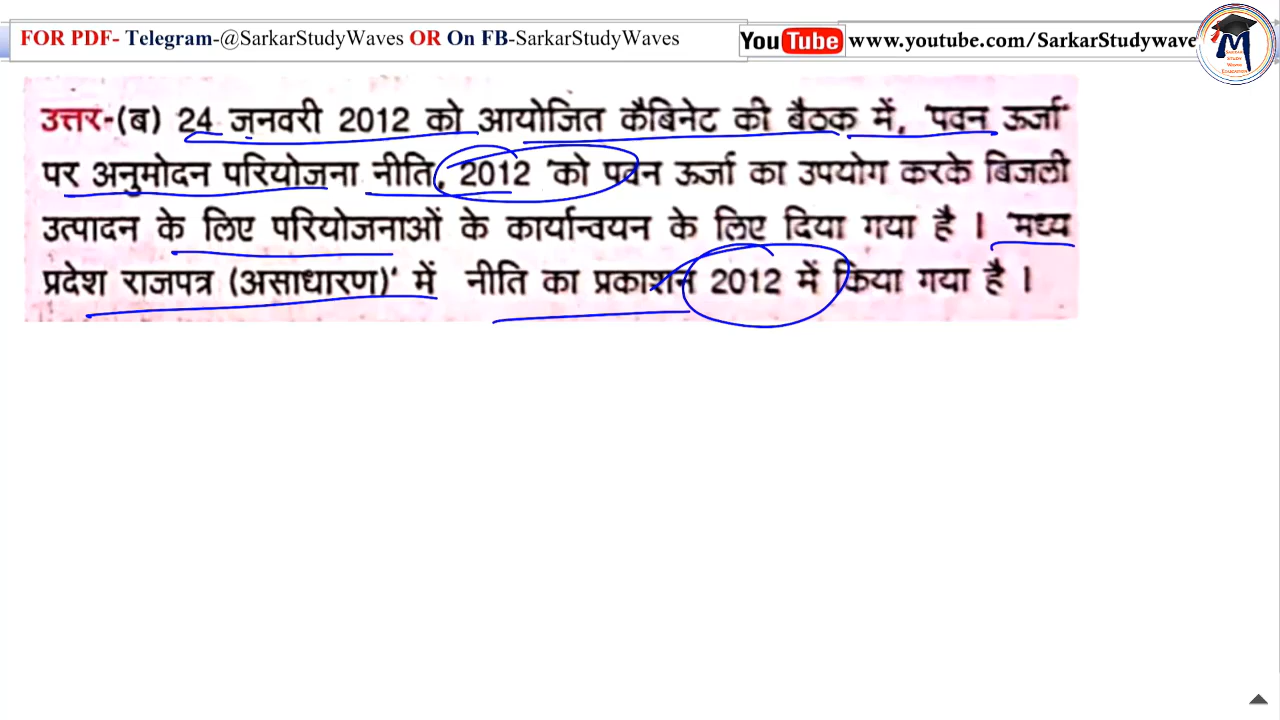 FOR PDF- Telegram-@SarkarStudyWaves OR On FB-SarkarStudyWaves
YouTube www.youtube.com/SarkarStudywave
उत्तर-(ब) 24 जनवरी 2012 को आयोजित कैबिनेट की बैठक में, 'पवन ऊर्जा'
पर अनुमोदन परियोजना नीति, 2012 'को पवन ऊर्जा का उपयोग करके बिजली
उत्पादन के लिए परियोजनाओं के कार्यान्वयन के लिए दिया गया है । 'मध्य
प्रदेश राजपत्र (असाधारण)' में नीति का प्रकाशन 2012 में किया गया है ।